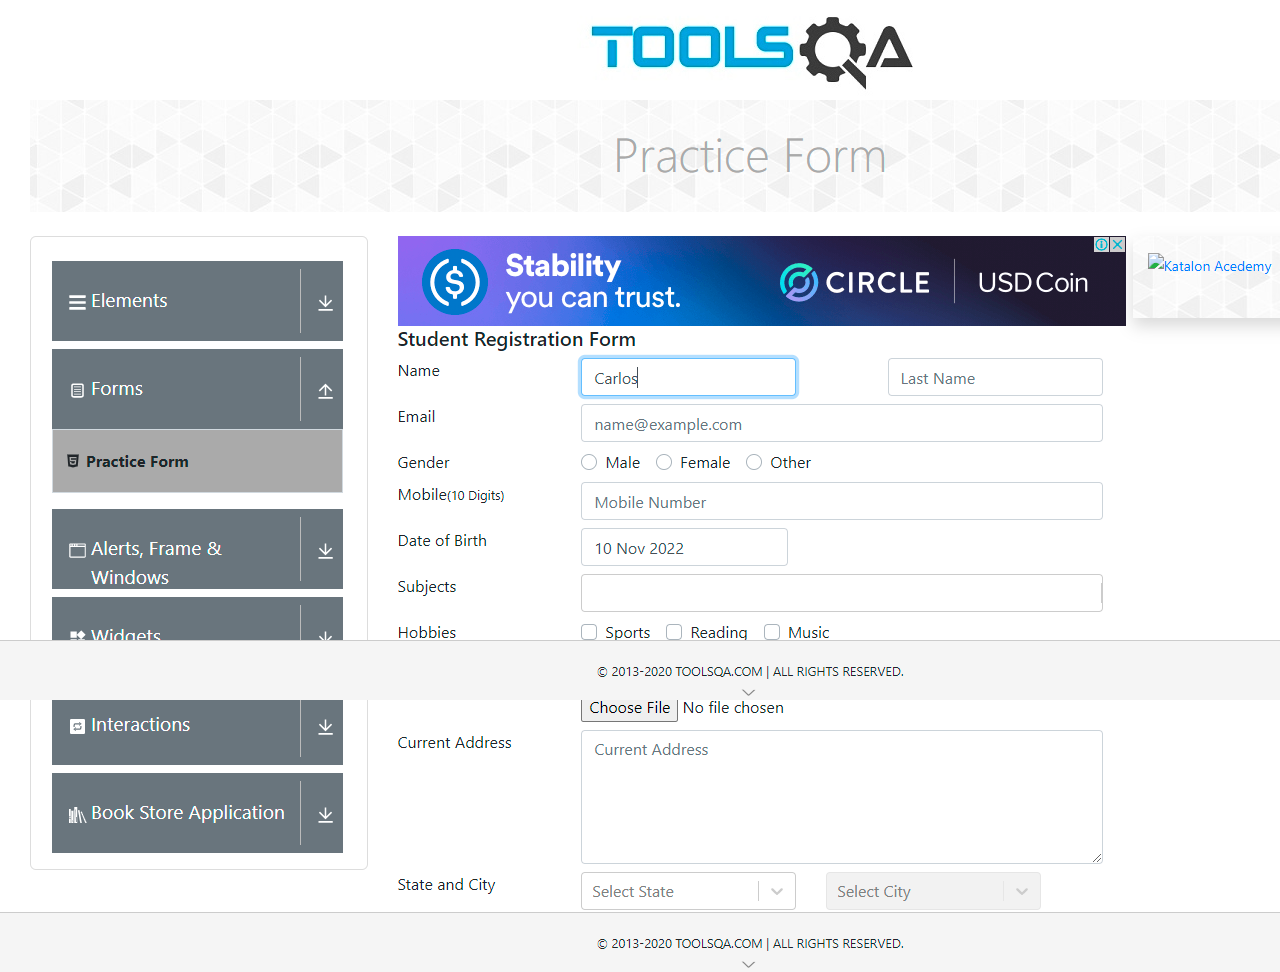 TOOLSQA
Practice Form
Elements
Forms
Practice Form
Alerts, Frame &
Windows
Widgets
Interactions
Book Store Application
Stability
you can trust.
CIRCLE
USD Coin
Katalon Acedemy
Student Registration Form
Name
Carlos
Last Name
Email
name@example.com
Gender
Male
Female
Other
Mobile(10 Digits)
Mobile Number
Date of Birth
10 Nov 2022
Subjects
Hobbies
Sports
Reading
Music
© 2013-2020 TOOLSQA.COM | ALL RIGHTS RESERVED.
Choose File No file chosen
Current Address
Current Address
State and City
Select State
Select City
© 2013-2020 TOOLSQA.COM | ALL RIGHTS RESERVED.